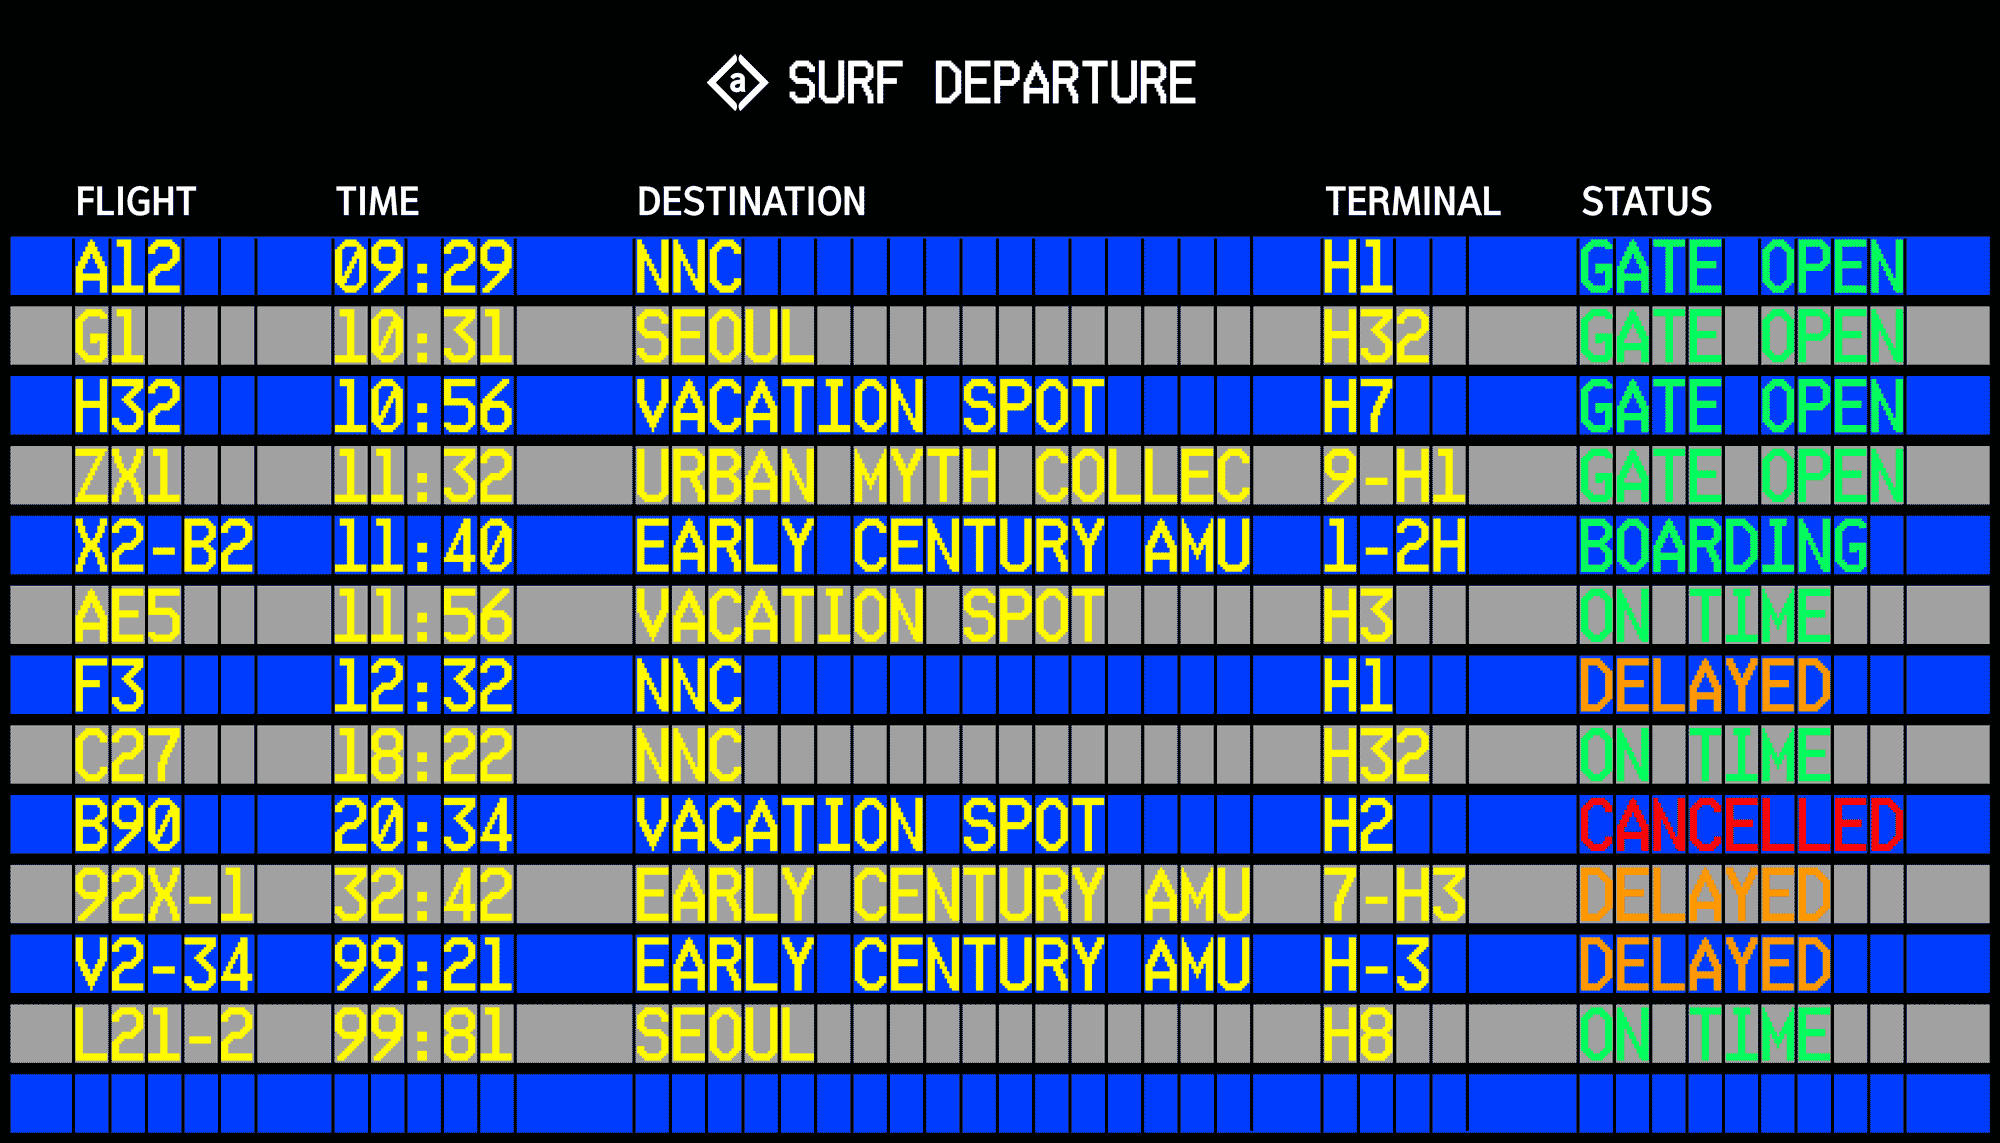 a SURF DEPARTURE
FLIGHT TIME DESTINATION TERMINAL STATUS
A12 09:29 NNC H1 GATE OPEN
G1 10:31 SEOUL H32 GATE OPEN
H32 10:56 VACATION SPOT H7 GATE OPEN
ZX1 11:32 URBAN MYTH COLLEC 9-H1 GATE OPEN
X2-B2 11:40 EARLY CENTURY AMU 1-2H BOARDING
AE5 11:56 VACATION SPOT H3 ON TIME
F3 12:32 NNC H1 DELAYED
C27 18:22 NNC H32 ON TIME
B90 20:34 VACATION SPOT H2 CANCELLED
92X-1 32:42 EARLY CENTURY AMU 7-H3 DELAYED
V2-34 99:21 EARLY CENTURY AMU H-3 DELAYED
L21-2 99:81 SEOUL H8 ON TIME